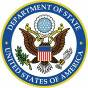 DEPARTMENT OF STATE
UNITED STATES OF AMERICA